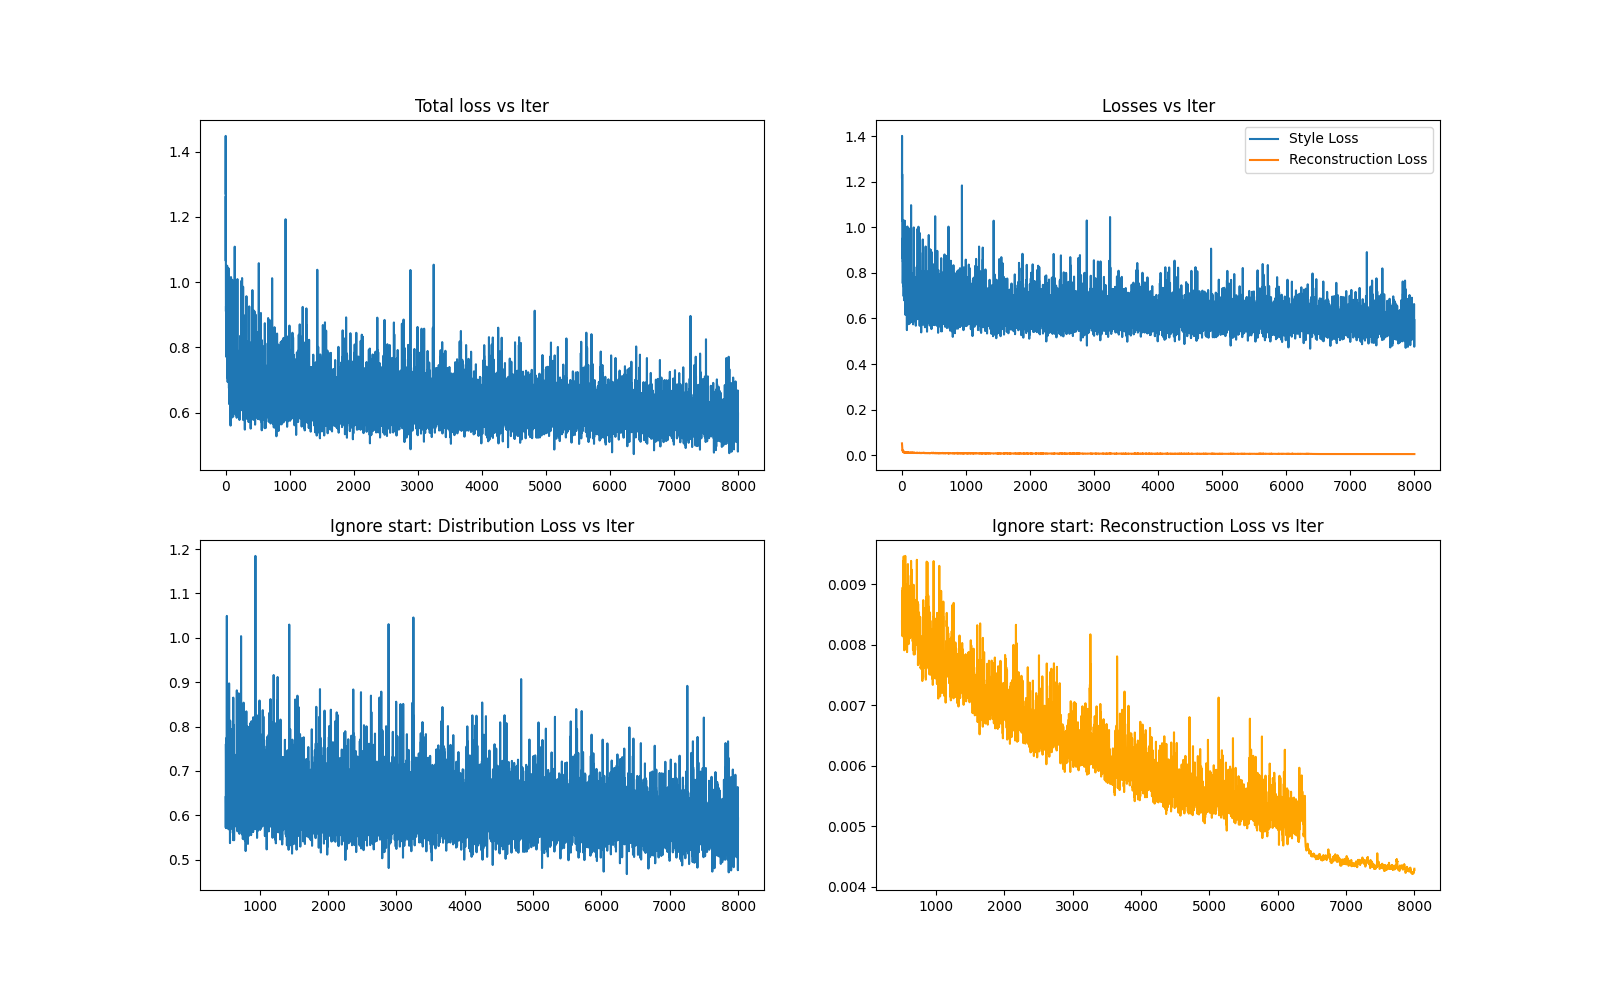 Total loss vs Iter
1.4
1.2
1.0
0.8
0.6
0 1000 2000 3000 4000 5000 6000 7000 8000
Losses vs Iter
Style Loss
Reconstruction Loss
1.4
1.2
1.0
0.8
0.6
0.4
0.2
0.0
0 1000 2000 3000 4000 5000 6000 7000 8000
Ignore start: Distribution Loss vs Iter
1.2
1.1
1.0
0.9
0.8
0.7
0.6
0.5
1000 2000 3000 4000 5000 6000 7000 8000
Ignore start: Reconstruction Loss vs Iter
0.009
0.008
0.007
0.006
0.005
0.004
1000 2000 3000 4000 5000 6000 7000 8000